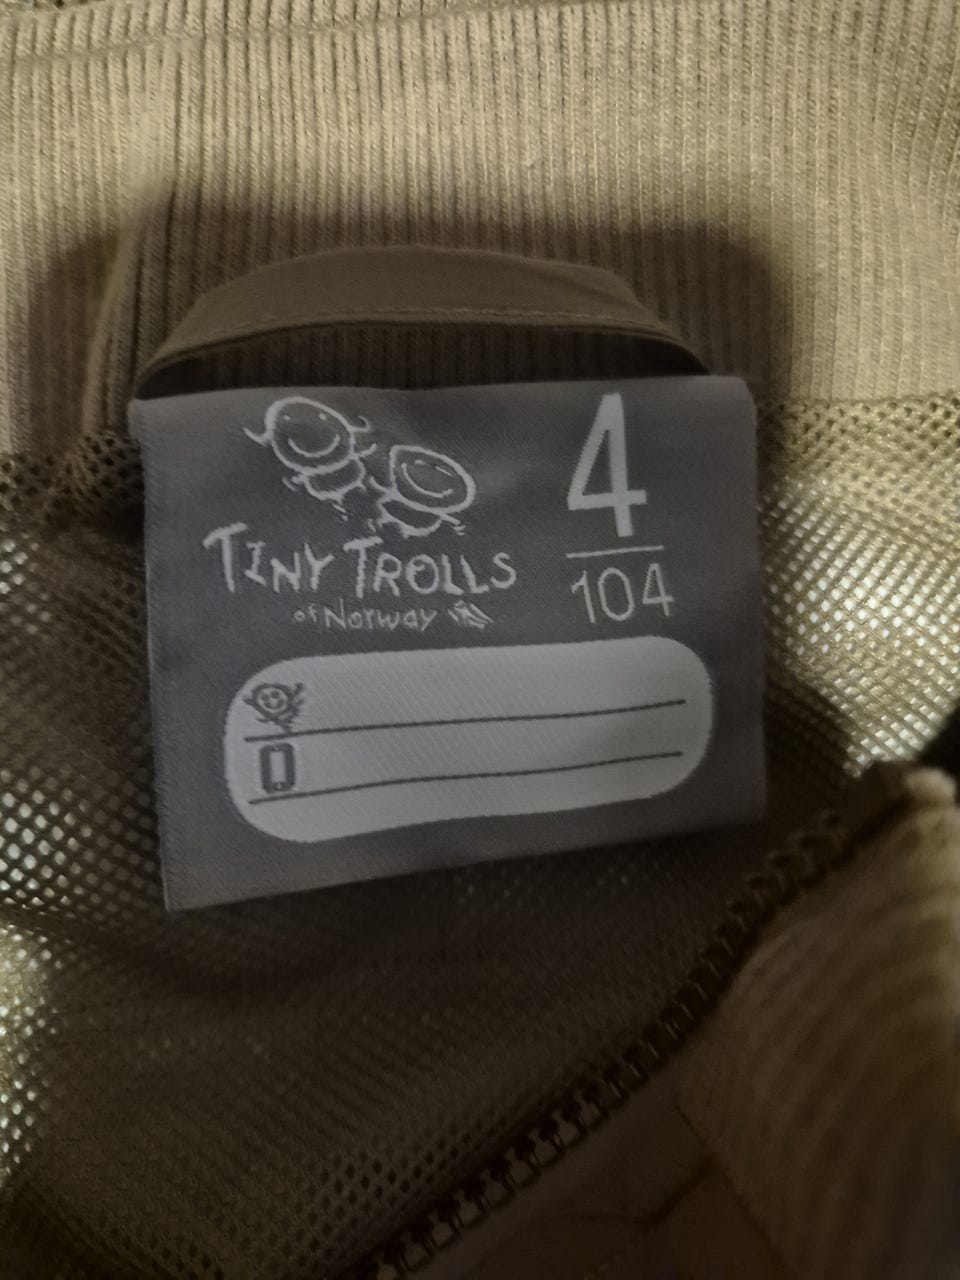 TINY TROLLS
of Norway
4
104